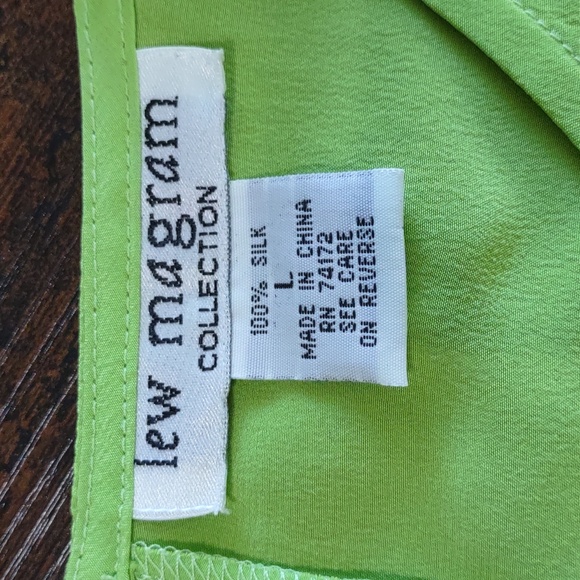 lew magram
COLLECTION
100% SILK
L
MADE IN CHINA
RN 74172
SEE CARE
ON REVERSE